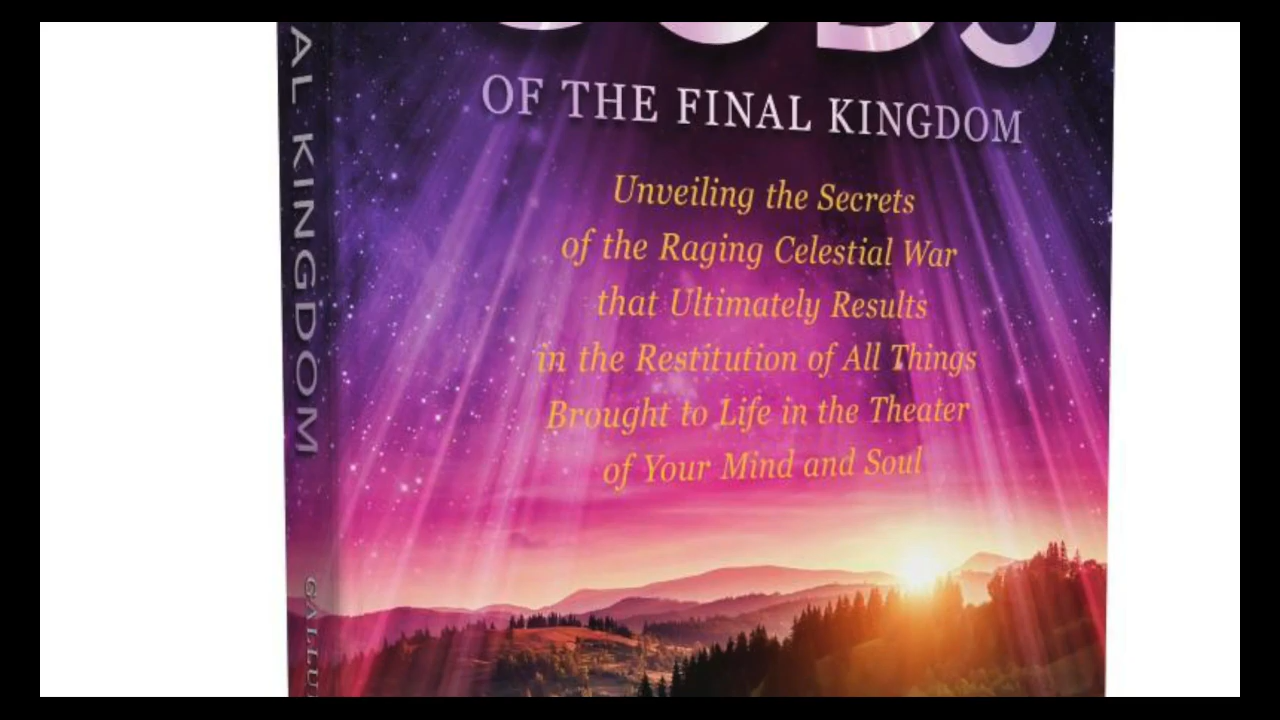 OF THE FINAL KINGDOM
Unveiling the Secrets
of the Raging Celestial War
that Ultimately Results
in the Restitution of All Things
Brought to Life in the Theater
of Your Mind and Soul
AL KINGDOM